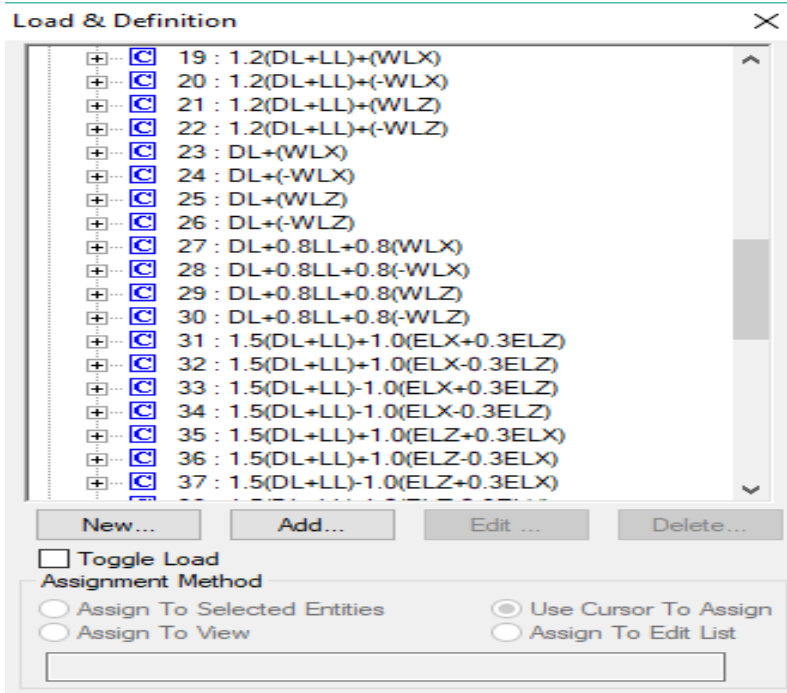 Load & Definition
19 : 1.2(DL+LL)+(WLX)
20 : 1.2(DL+LL)+(-WLX)
21 : 1.2(DL+LL)+(WLZ)
22 : 1.2(DL+LL)+(-WLZ)
23 : DL+(WLX)
24 : DL+(-WLX)
25 : DL+(WLZ)
26 : DL+(-WLZ)
27 : DL+0.8LL+0.8(WLX)
28 : DL+0.8LL+0.8(-WLX)
29 : DL+0.8LL+0.8(WLZ)
30 : DL+0.8LL+0.8(-WLZ)
31 : 1.5(DL+LL)+1.0(ELX+0.3ELZ)
32 : 1.5(DL+LL)+1.0(ELX-0.3ELZ)
33 : 1.5(DL+LL)-1.0(ELX+0.3ELZ)
34 : 1.5(DL+LL)-1.0(ELX-0.3ELZ)
35 : 1.5(DL+LL)+1.0(ELZ+0.3ELX)
36 : 1.5(DL+LL)+1.0(ELZ-0.3ELX)
37 : 1.5(DL+LL)-1.0(ELZ+0.3ELX)
New... Add... Edit ... Delete...
Toggle Load
Assignment Method
Assign To Selected Entities Use Cursor To Assign
Assign To View Assign To Edit List